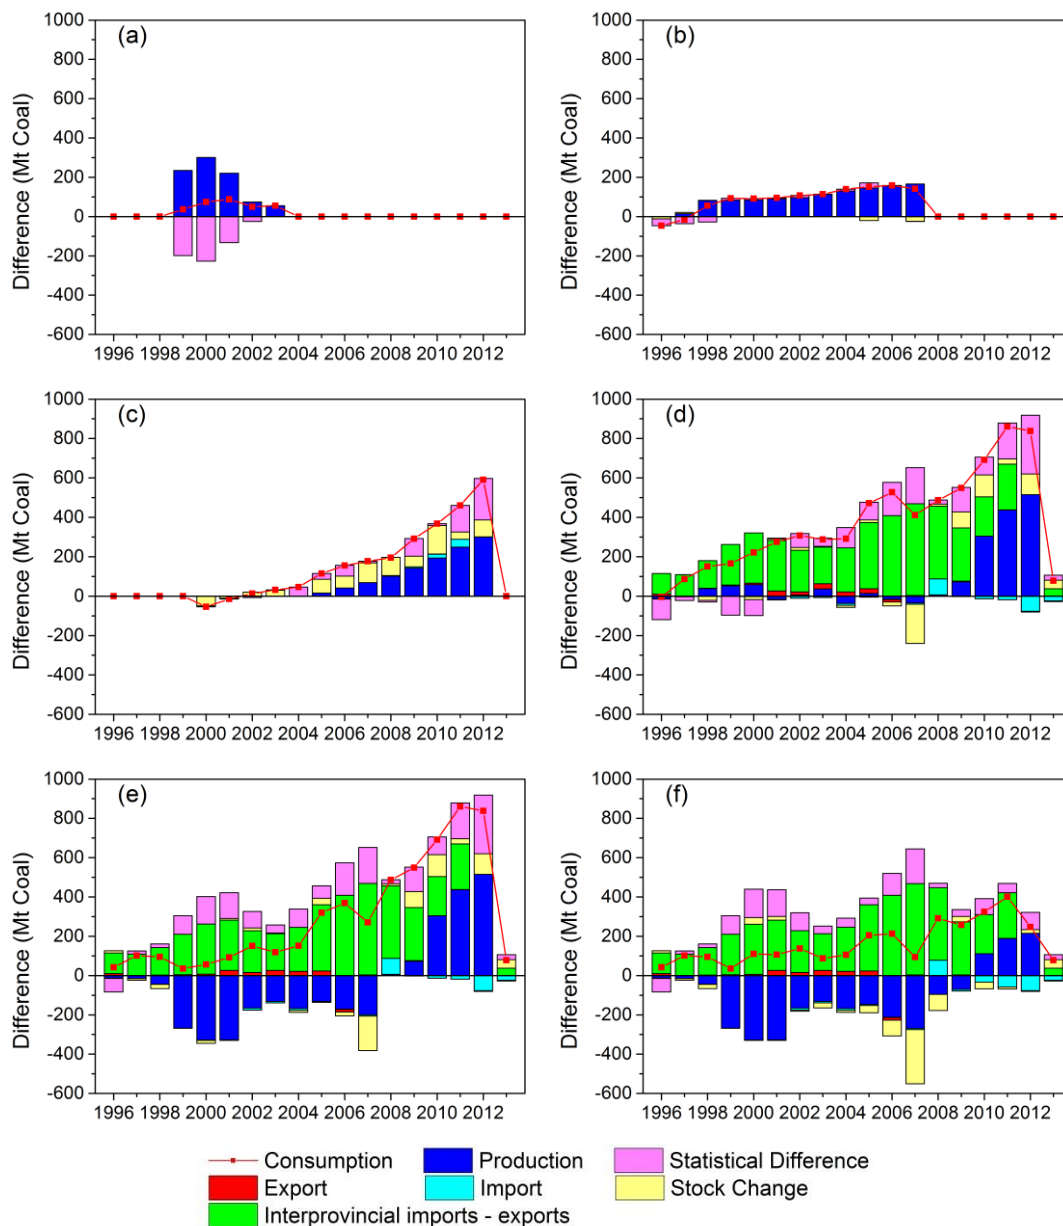 1000 (a)
800
600
400
200
0
-200
-400
-600
Difference (Mt Coal)
1996 1998 2000 2002 2004 2006 2008 2010 2012
1000 (b)
800
600
400
200
0
-200
-400
-600
Difference (Mt Coal)
1996 1998 2000 2002 2004 2006 2008 2010 2012
1000 (c)
800
600
400
200
0
-200
-400
-600
Difference (Mt Coal)
1996 1998 2000 2002 2004 2006 2008 2010 2012
1000 (d)
800
600
400
200
0
-200
-400
-600
Difference (Mt Coal)
1996 1998 2000 2002 2004 2006 2008 2010 2012
1000 (e)
800
600
400
200
0
-200
-400
-600
Difference (Mt Coal)
1996 1998 2000 2002 2004 2006 2008 2010 2012
1000 (f)
800
600
400
200
0
-200
-400
-600
Difference (Mt Coal)
1996 1998 2000 2002 2004 2006 2008 2010 2012
Consumption Production Statistical Difference
Export Import Stock Change
Interprovincial imports - exports